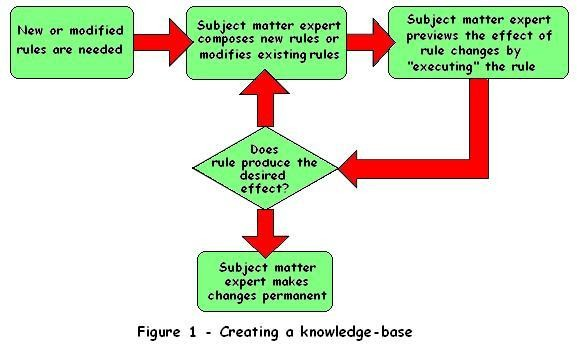 New or modified
rules are needed
Subject matter expert
composes new rules or
modifies existing rules
Subject matter expert
previews the effect of
rule changes by
"executing" the rule
Does
rule produce the
desired
effect?
Subject matter
expert makes
changes permanent
Figure 1 - Creating a knowledge-base